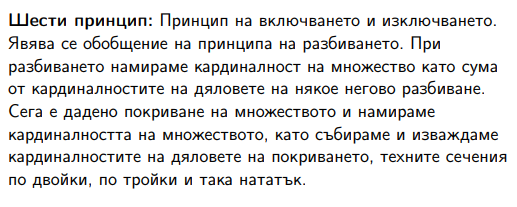 Шести принцип: Принцип на включването и изключването.
Явява се обобщение на принципа на разбиването. При
разбиването намираме кардиналност на множество като сума
от кардиналностите на дяловете на някое негово разбиване.
Сега е дадено покриване на множеството и намираме
кардиналността на множеството, като събираме и изваждаме
кардиналностите на дяловете на покриването, техните сечения
по двойки, по тройки и така нататък.